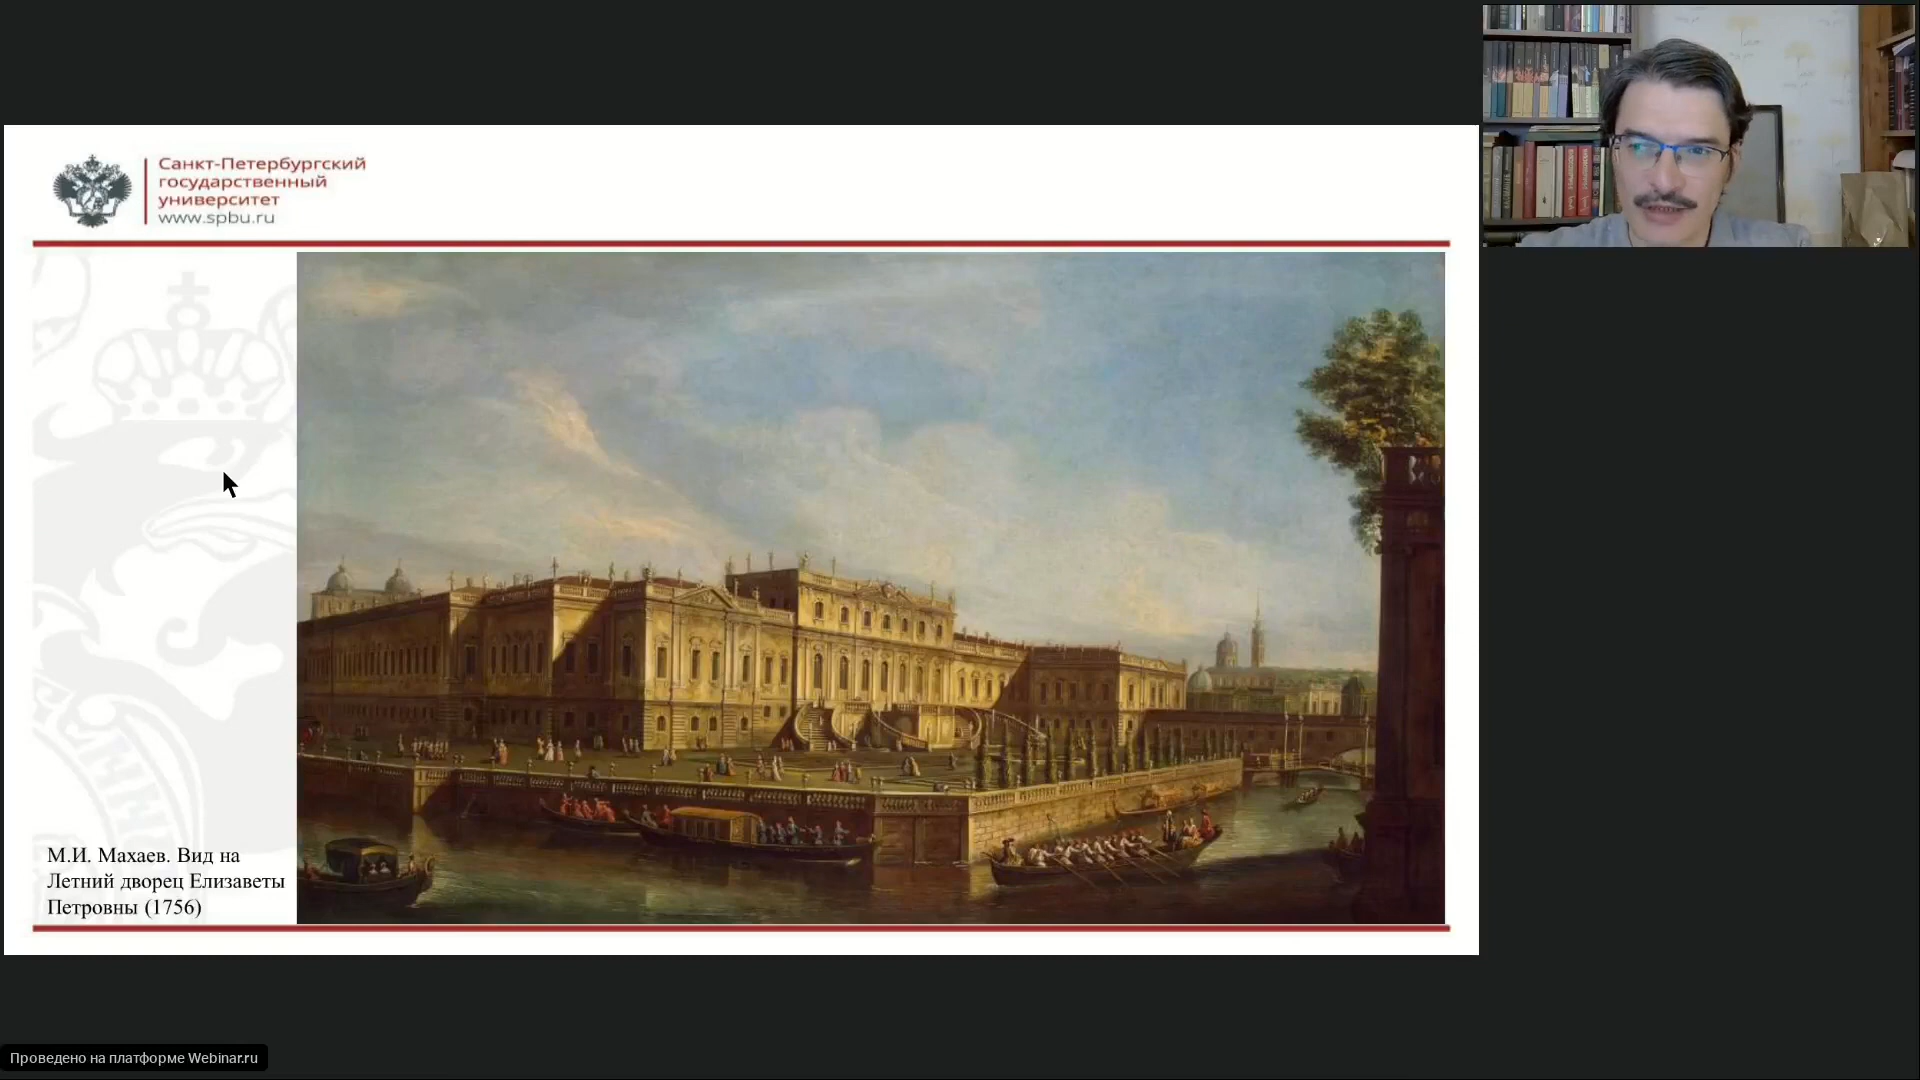 Санкт-Петербургский
государственный
университет
www.spbu.ru
М.И. Махаев. Вид на
Летний дворец Елизаветы
Петровны (1756)
Проведено на платформе Webinar.ru